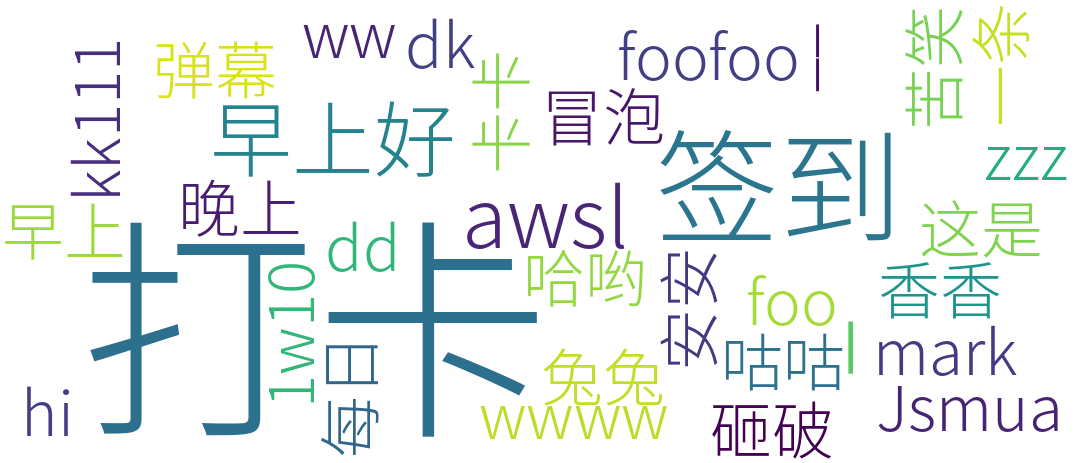 ww
dk
foofoo
l
苦笑
一条
弹幕
kk111
早上好
卡卡
冒泡
签到
zzz
晚上
awsl
早上
打卡
dd
哈哟
安安
这是
香香
1w10
foo
l
mark
hi
每日
兔兔
wwww
咕咕
砸破
Jsmua